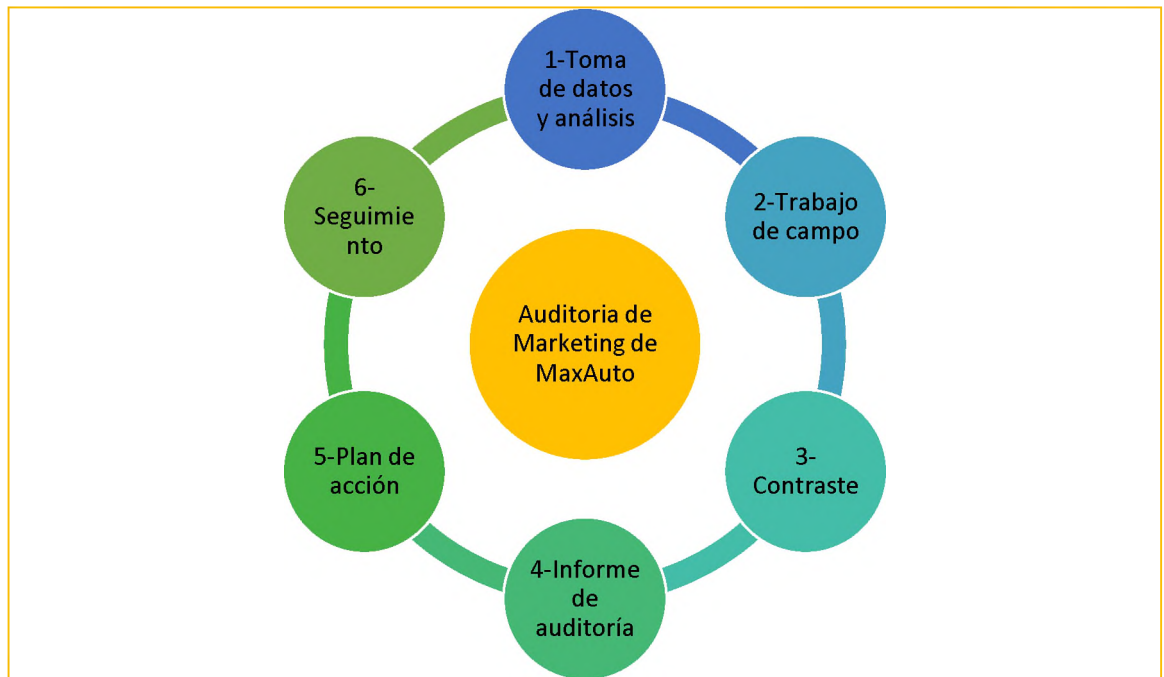 1-Toma
de datos
y análisis
2-Trabajo
de campo
3-
Contraste
4-Informe
de
auditoría
5-Plan de
acción
6-
Seguimie
nto
Auditoria de
Marketing de
MaxAuto